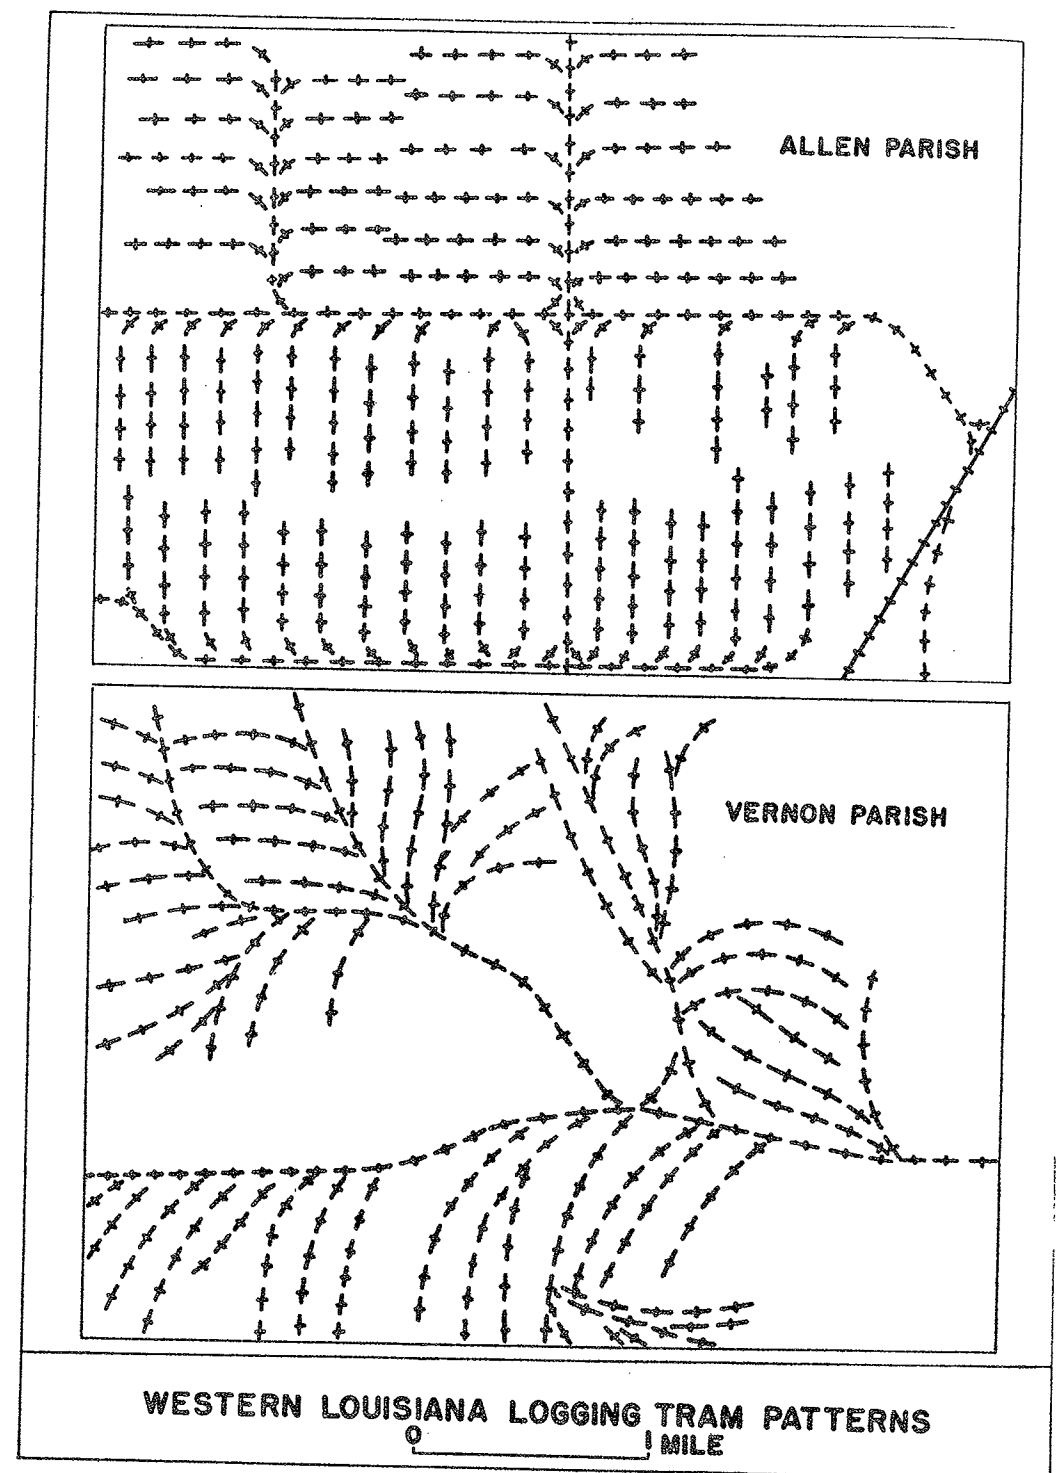 ALLEN PARISH
VERNON PARISH
WESTERN LOUISIANA LOGGING TRAM PATTERNS
0 1 MILE